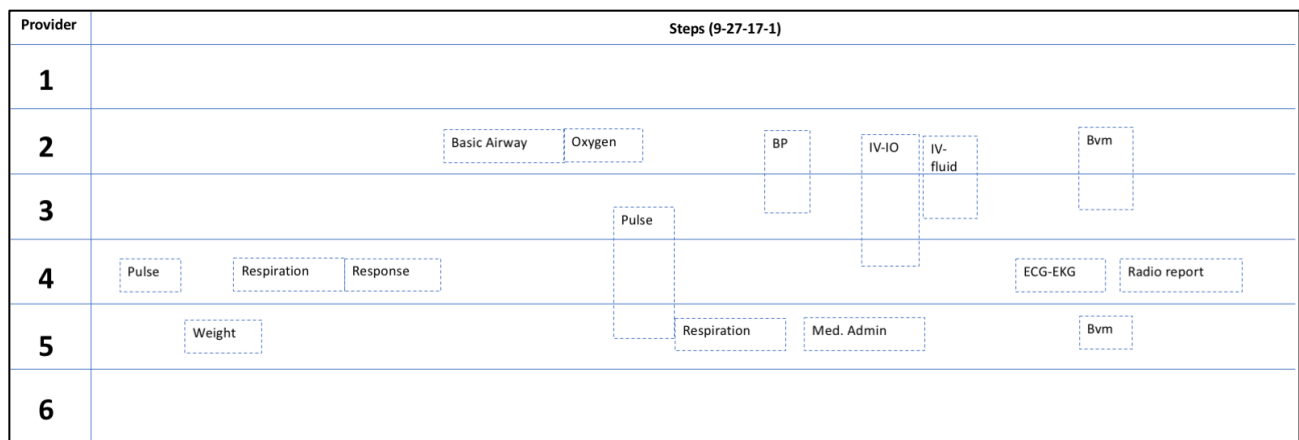 Provider Steps (9-27-17-1)
1
2 Basic Airway Oxygen BP IV-IO IV- Bvm
fluid
3 Pulse
4 Pulse Respiration Response ECG-EKG Radio report
5 Weight Respiration Med. Admin Bvm
6